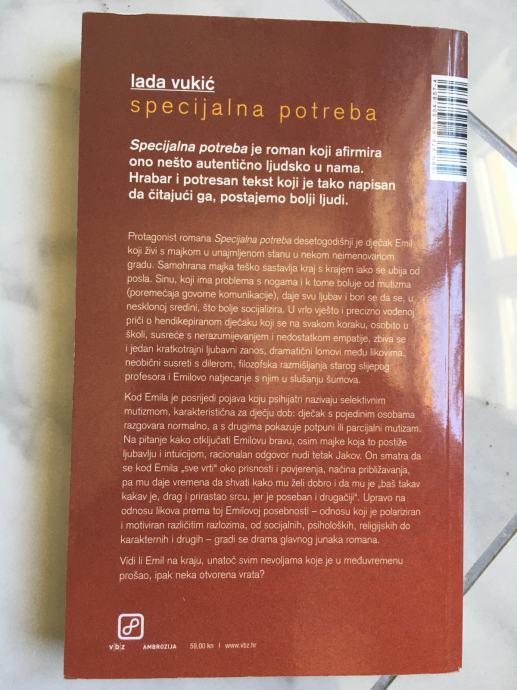 lada vukić
specijalna potreba
Specijalna potreba je roman koji afirmira
ono nešto autentično ljudsko u nama.
Hrabar i potresan tekst koji je tako napisan
da čitajući ga, postajemo bolji ljudi.
Protagonist romana Specijalna potreba desetogodišnji je dječak Emil
koji živi s majkom u unajmljenom stanu u nekom neimenovanom
gradu. Samohrana majka teško sastavlja kraj s krajem iako se ubija od
posla. Sinu, koji ima problema s nogama i k tome boluje od mutizma
(poremećaja govorne komunikacije), daje svu ljubav i bori se da se, u
nesklonoj sredini, što bolje socijalizira. U vrlo vješto i precizno vođenoj
priči o hendikepiranom dječaku koji se na svakom koraku, osobito u
školi, susreće s nerazumijevanjem i nedostatkom empatije, zbiva se
i jedan kratkotrajni ljubavni zanos, dramatični lomovi među likovima,
neobični susreti s dilerom, filozofska razmišljanja starog slijepog
profesora i Emilovo natjecanje s njim u slušanju šumova.
Kod Emila je posrijedi pojava koju psihijatri nazivaju selektivnim
mutizmom, karakteristična za dječju dob: dječak s pojedinim osobama
razgovara normalno, a s drugima pokazuje potpuni ili parcijalni mutizam.
Na pitanje kako otključati Emilovu bravu, osim majke koja to postiže
ljubavlju i intuicijom, racionalan odgovor nudi tetak Jakov. On smatra da
se kod Emila „sve vrti“ oko prisnosti i povjerenja, načina približavanja,
pa mu daje vremena da shvati kako mu želi dobro i da mu je „baš takav
kakav je, drag i prirastao srcu, jer je poseban i drugačiji“. Upravo na
odnosu likova prema toj Emilovoj posebnosti – odnosu koji je polariziran
i motiviran različitim razlozima, od socijalnih, psiholoških, religijskih do
karakternih i drugih – gradi se drama glavnog junaka romana.
Vidi li Emil na kraju, unatoč svim nevoljama koje je u međuvremenu
prošao, ipak neka otvorena vrata?
v|b|z AMBROZIJA 59,00 kn | www.vbz.hr